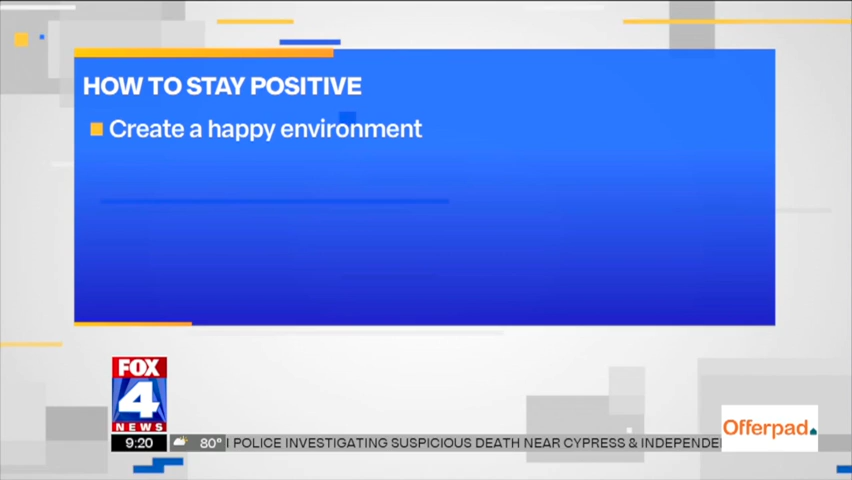 HOW TO STAY POSITIVE
Create a happy environment
FOX
4
NEWS
9:20
80°
POLICE INVESTIGATING SUSPICIOUS DEATH NEAR CYPRESS &
Offerpad.